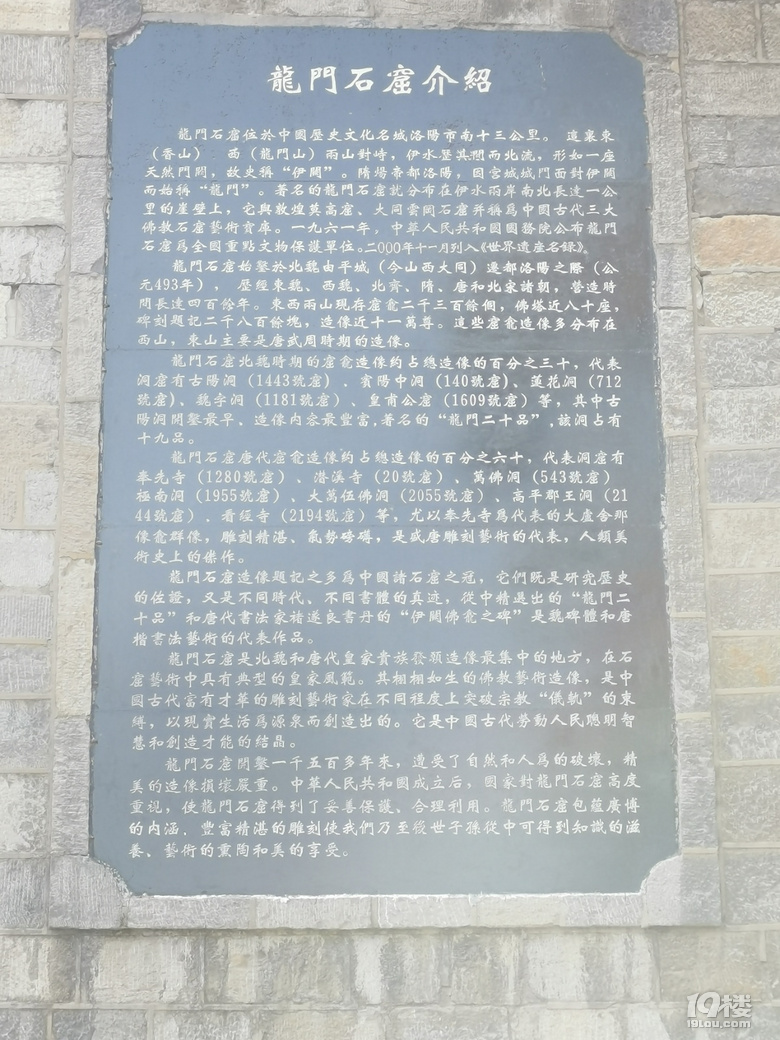 龍門石窟介紹
龍門石窟位於中國歷史文化名城洛陽市南十三公里。 這裏東
（香山） 西（龍門山）兩山對峙，伊水歷其間而北流，形如一座
天然門闕，故史稱“伊闕”。隋煬帝都洛陽，因宮城城門面對伊闕
而始稱“龍門”。著名的龍門石窟就分布在伊水兩岸南北長達一公
里的崖壁上，它與敦煌莫高窟、大同雲岡石窟并稱爲中國古代三大
佛教石窟藝術寶庫。一九六一年，中華人民共和國國務院公布龍門
石窟爲全國重點文物保護單位。二000年十一月列入《世界遺産名錄》。
龍門石窟始鑿於北魏由平城（今山西大同）遷都洛陽之際（公
元493年），歷經東魏、西魏、北齊、隋、唐和北宋諸朝，營造時
間長達四百餘年。東西兩山現存窟龕二千三百餘個，佛塔近八十座，
碑刻題記二千八百餘塊，造像近十一萬尊。這些窟龕造像多分布在
西山，東山主要是唐武周時期的造像。
龍門石窟北魏時期的窟龕造像約占總造像的百分之三十，代表
洞窟有古陽洞（1443號窟）、賓陽中洞（140號窟）、蓮花洞（712
號窟）、魏字洞（1181號窟）、皇甫公窟（1609號窟）等，其中古
陽洞開鑿最早、造像内容最豐富，著名的“龍門二十品”，該洞占有
十九品。
龍門石窟唐代窟龕造像約占總造像的百分之六十，代表洞窟有
奉先寺（1280號窟）、潛溪寺（20號窟）、萬佛洞（543號窟）、
極南洞（1955號窟）、大萬伍佛洞（2055號窟）、高平郡王洞（21
44號窟）、看經寺（2194號窟）等，尤以奉先寺爲代表的大盧舍那
像龕群像，雕刻精湛、氣勢磅礴，是盛唐雕刻藝術的代表，人類美
術史上的傑作。
龍門石窟造像題記之多爲中國諸石窟之冠，它們既是研究歷史
的佐證，又是不同時代、不同書體的真迹，從中精選出的“龍門二
十品”和唐代書法家褚遂良書丹的“伊闕佛龕之碑”是魏碑體和唐
楷書法藝術的代表作品。
龍門石窟是北魏和唐代皇家貴族發願造像最集中的地方，在石
窟藝術中具有典型的皇家風範。其栩栩如生的佛教藝術造像，是中
國古代富有才華的雕刻藝術家在不同程度上突破宗教“儀軌”的束
縛，以現實生活爲源泉而創造出的。它是中國古代勞動人民聰明智
慧和創造才能的結晶。
龍門石窟開鑿一千五百多年來，遭受了自然和人爲的破壞，精
美的造像損壞嚴重。中華人民共和國成立后，國家對龍門石窟高度
重視，使龍門石窟得到了妥善保護、合理利用。龍門石窟包蘊廣博
的内涵，豐富精湛的雕刻使我們乃至後世子孫從中可得到知識的滋
養、藝術的熏陶和美的享受。
19樓
19lou.com